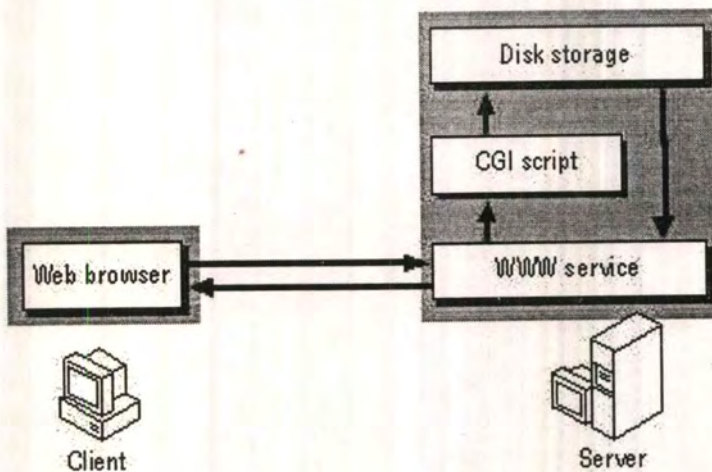 Disk storage
CGI script
Web browser
WWW service
Client
Server